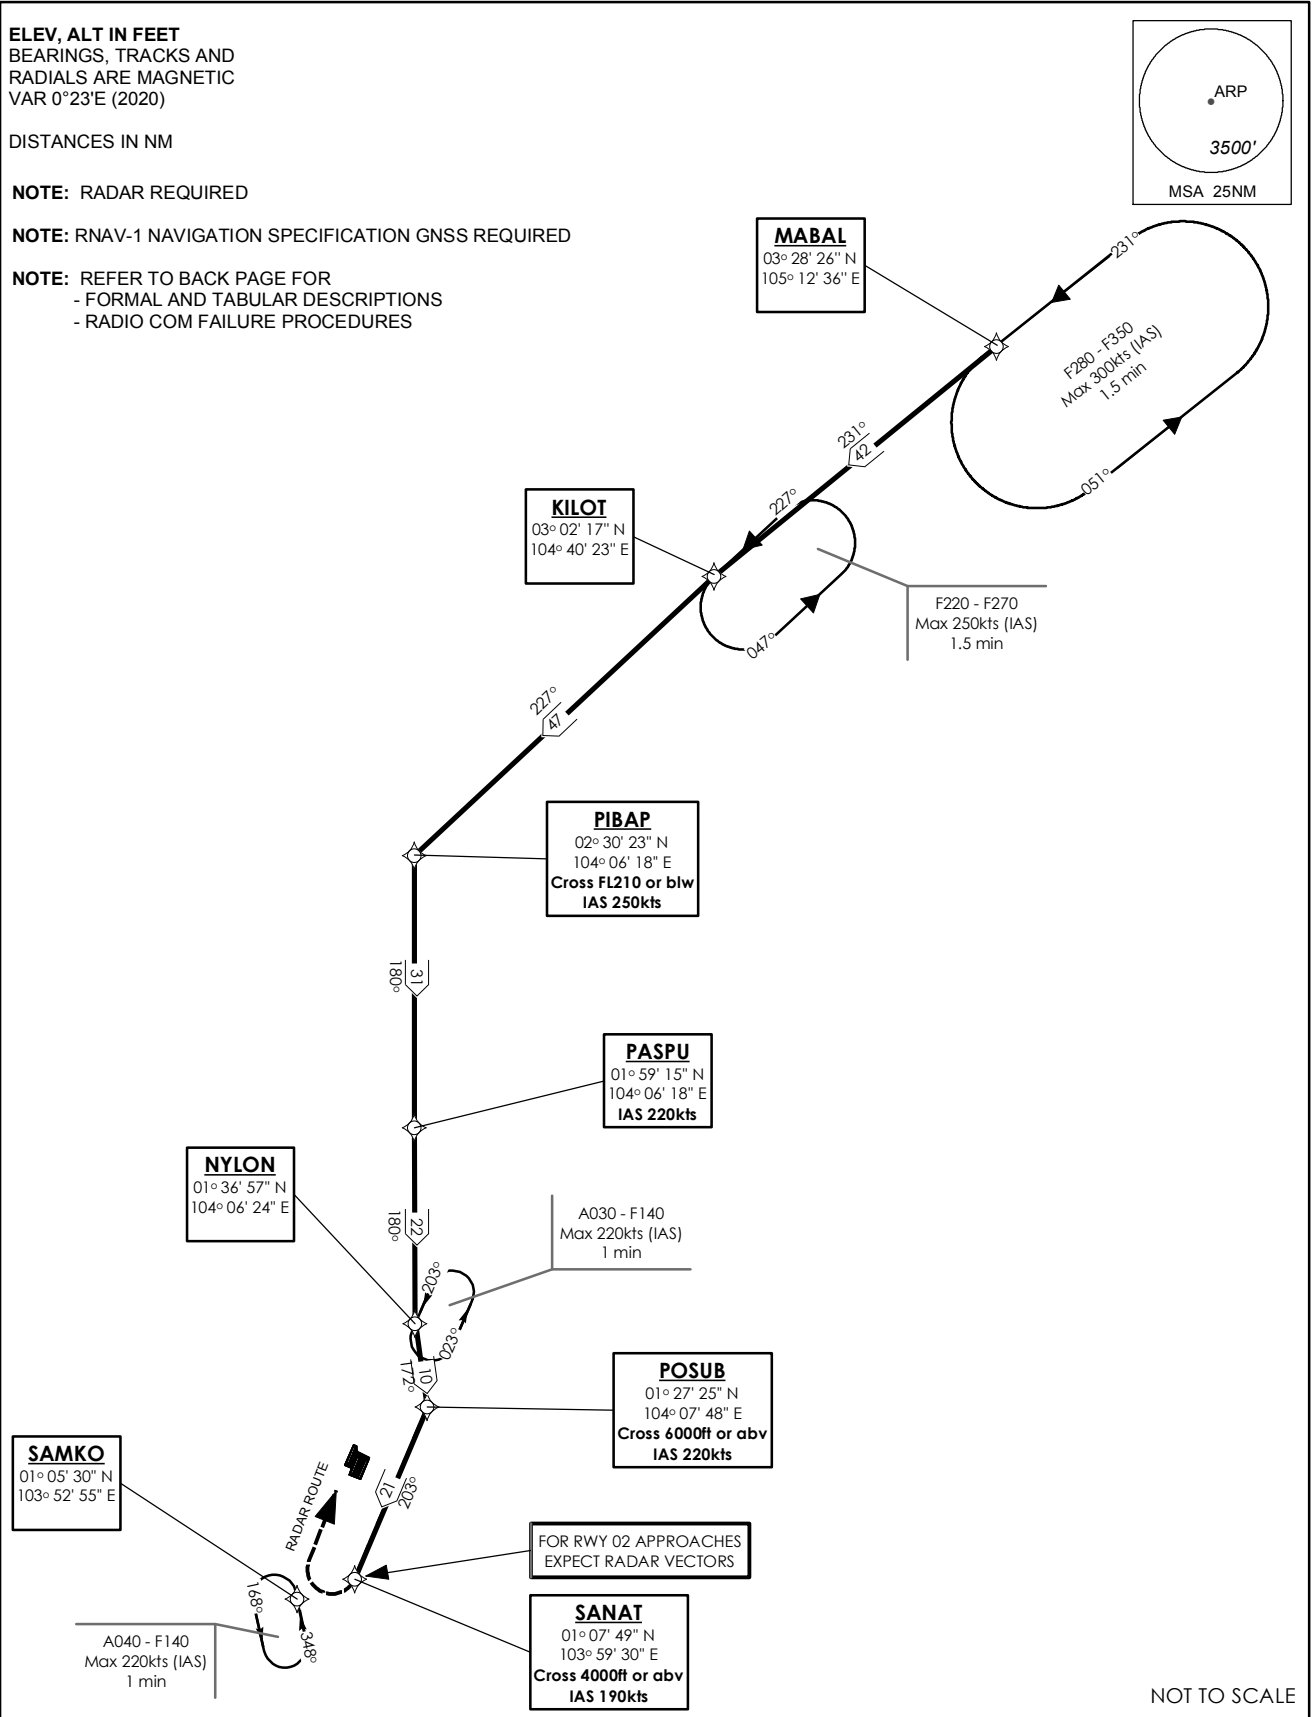 ELEV, ALT IN FEET
BEARINGS, TRACKS AND
RADIALS ARE MAGNETIC
VAR 0°23'E (2020)
DISTANCES IN NM
NOTE: RADAR REQUIRED
NOTE: RNAV-1 NAVIGATION SPECIFICATION GNSS REQUIRED
NOTE: REFER TO BACK PAGE FOR
- FORMAL AND TABULAR DESCRIPTIONS
- RADIO COM FAILURE PROCEDURES
ARP
3500'
MSA 25NM
MABAL
03° 28' 26" N
105° 12' 36" E
231°
F280 - F350
Max 300kts (IAS)
1.5 min
051°
231°
42
KILOT
03° 02' 17" N
104° 40' 23" E
227°
047°
F220 - F270
Max 250kts (IAS)
1.5 min
227°
47
PIBAP
02° 30' 23" N
104° 06' 18" E
Cross FL210 or blw
IAS 250kts
31
180°
PASPU
01° 59' 15" N
104° 06' 18" E
IAS 220kts
NYLON
01° 36' 57" N
104° 06' 24" E
22
180°
A030 - F140
Max 220kts (IAS)
1 min
203°
023°
10
172°
POSUB
01° 27' 25" N
104° 07' 48" E
Cross 6000ft or abv
IAS 220kts
SAMKO
01° 05' 30" N
103° 52' 55" E
RADAR ROUTE
21
203°
FOR RWY 02 APPROACHES
EXPECT RADAR VECTORS
SANAT
01° 07' 49" N
103° 59' 30" E
Cross 4000ft or abv
IAS 190kts
168°
348°
A040 - F140
Max 220kts (IAS)
1 min
NOT TO SCALE